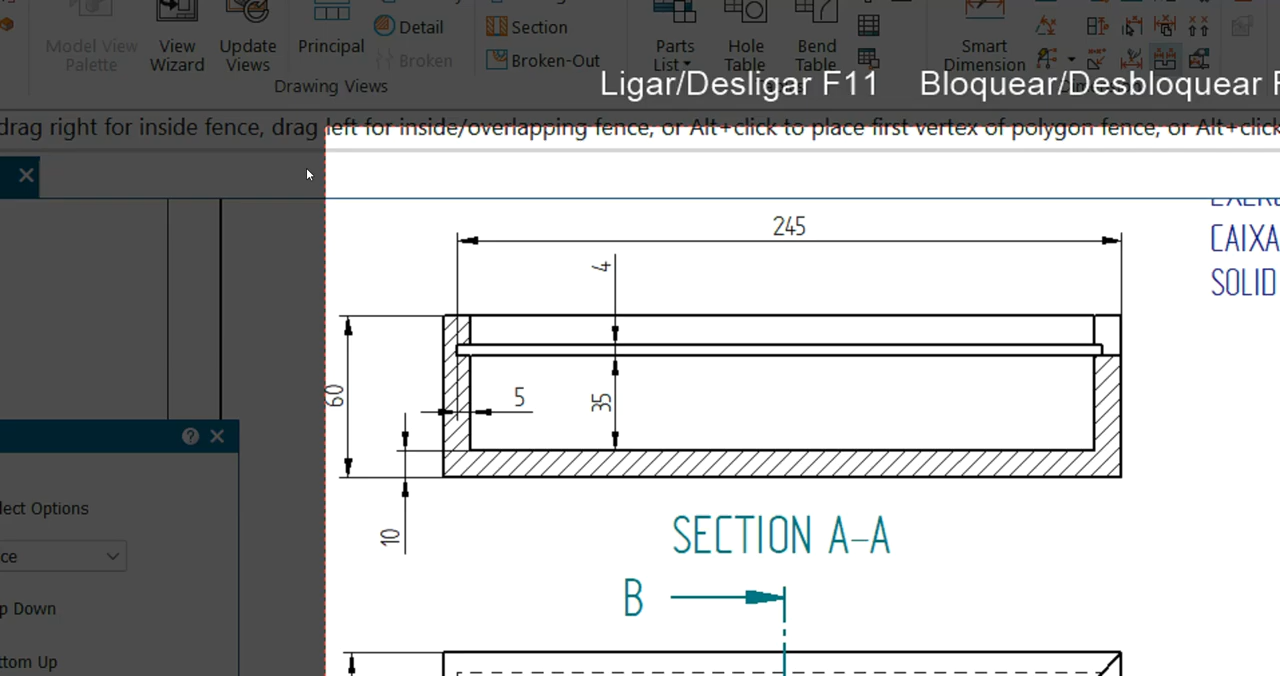 Detail
Section
Model View
Palette
View
Wizard
Update
Views
Principal
Broken
Broken-Out
Parts
List
Hole
Table
Bend
Table
Smart
Dimension
Drawing Views
Ligar/Desligar F11 Bloquear/Desbloquear
drag right for inside fence, drag left for inside/overlapping fence, or Alt+click to place first vertex of polygon fence, or Alt+click
245
CAIXA
SOLID
4
60
5
35
10
SECTION A-A
B
Options
Down
Up